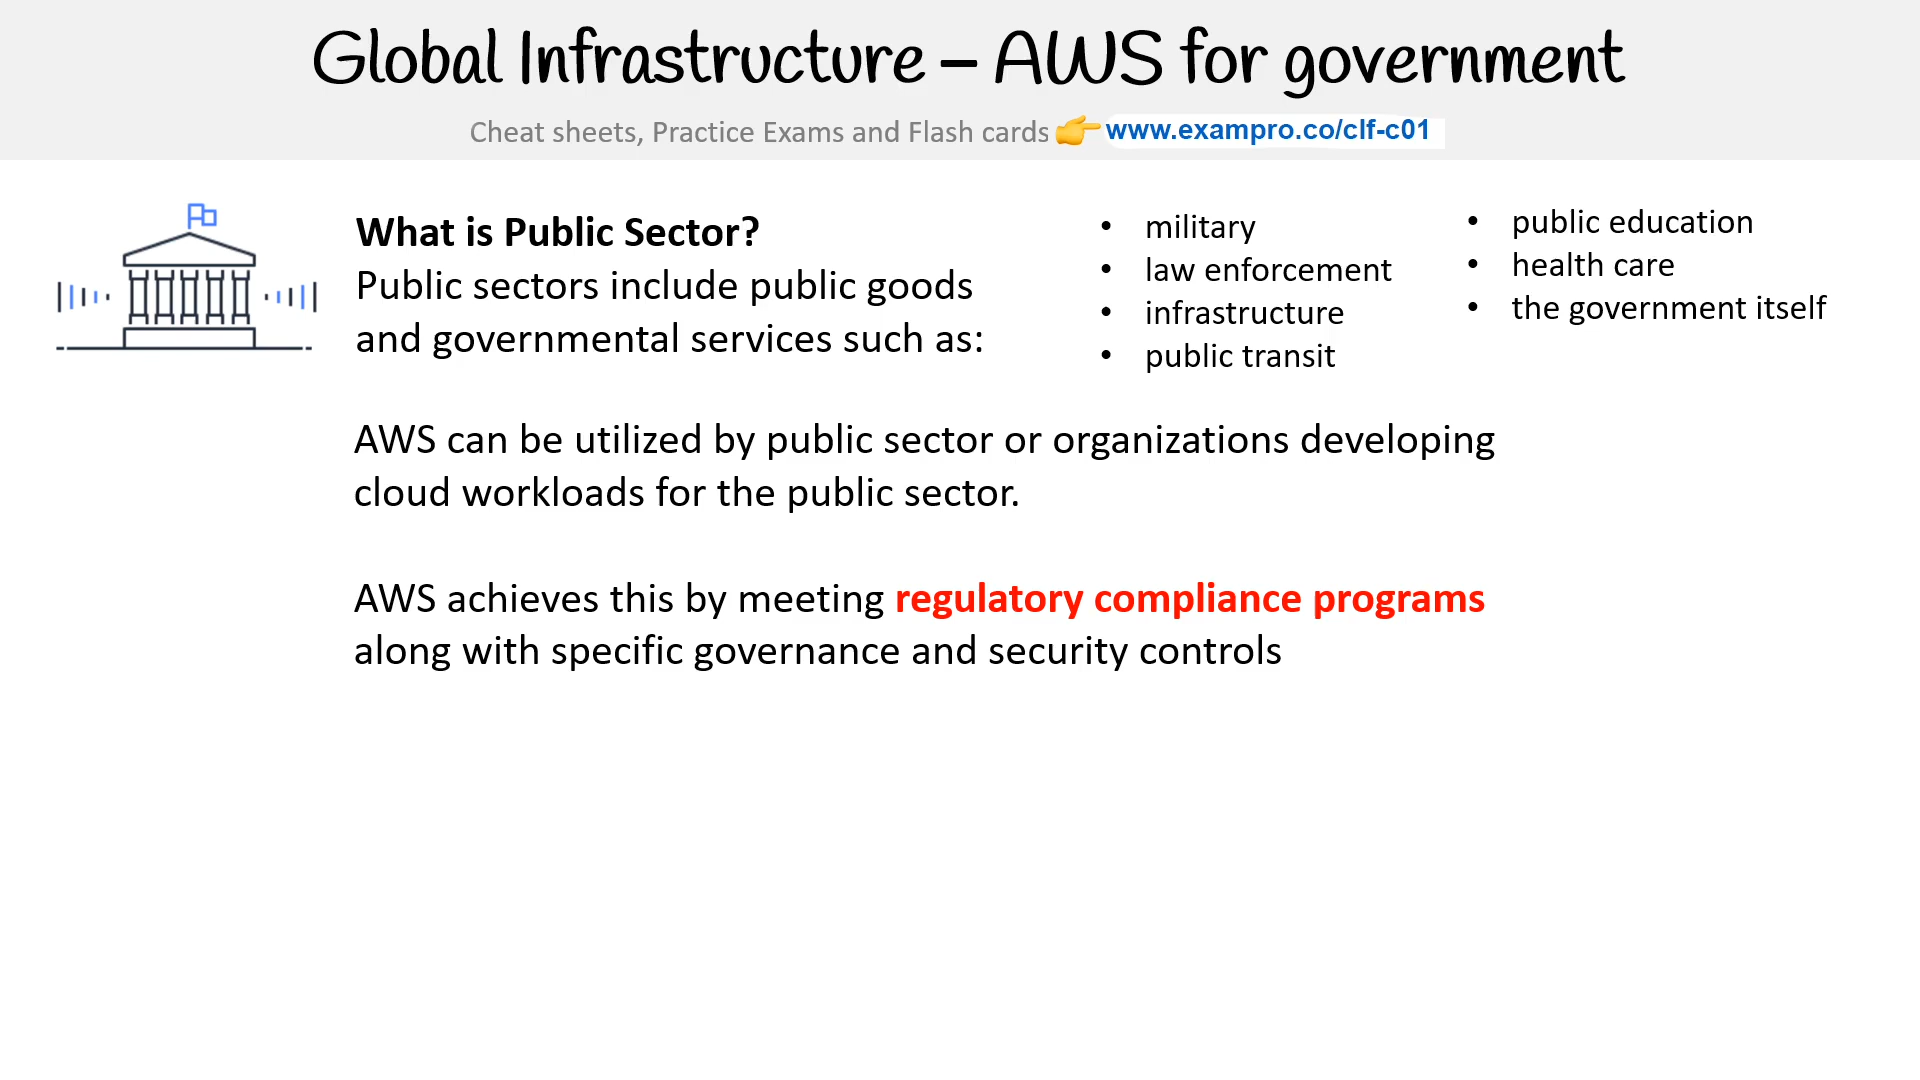 Global Infrastructure – AWS for government
Cheat sheets, Practice Exams and Flash cards 👉 www.exampro.co/clf-c01
What is Public Sector?
Public sectors include public goods
and governmental services such as:
• military
• law enforcement
• infrastructure
• public transit
• public education
• health care
• the government itself
AWS can be utilized by public sector or organizations developing
cloud workloads for the public sector.
AWS achieves this by meeting regulatory compliance programs
along with specific governance and security controls